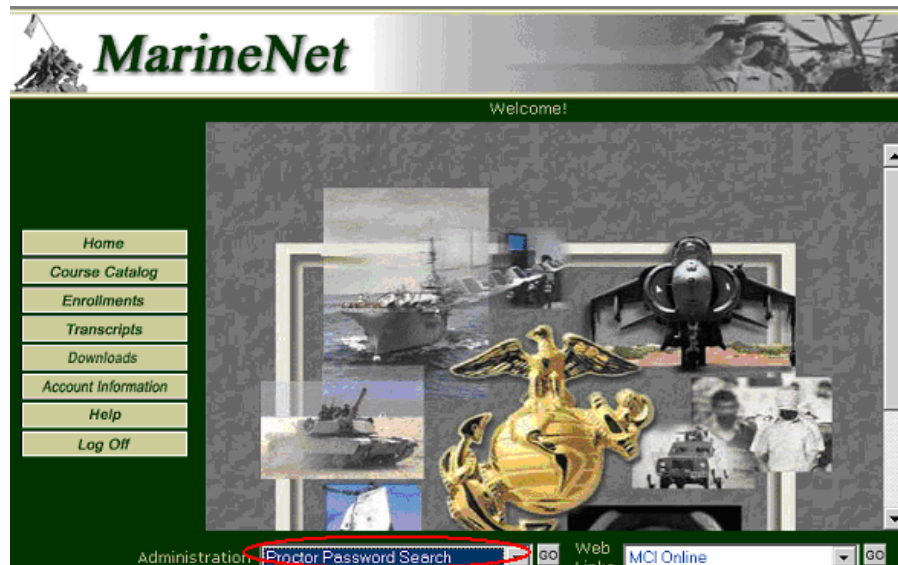 MarineNet
Welcome!
Home
Course Catalog
Enrollments
Transcripts
Downloads
Account Information
Help
Log Off
Administration Proctor Password Search GO Web Links MCI Online GO